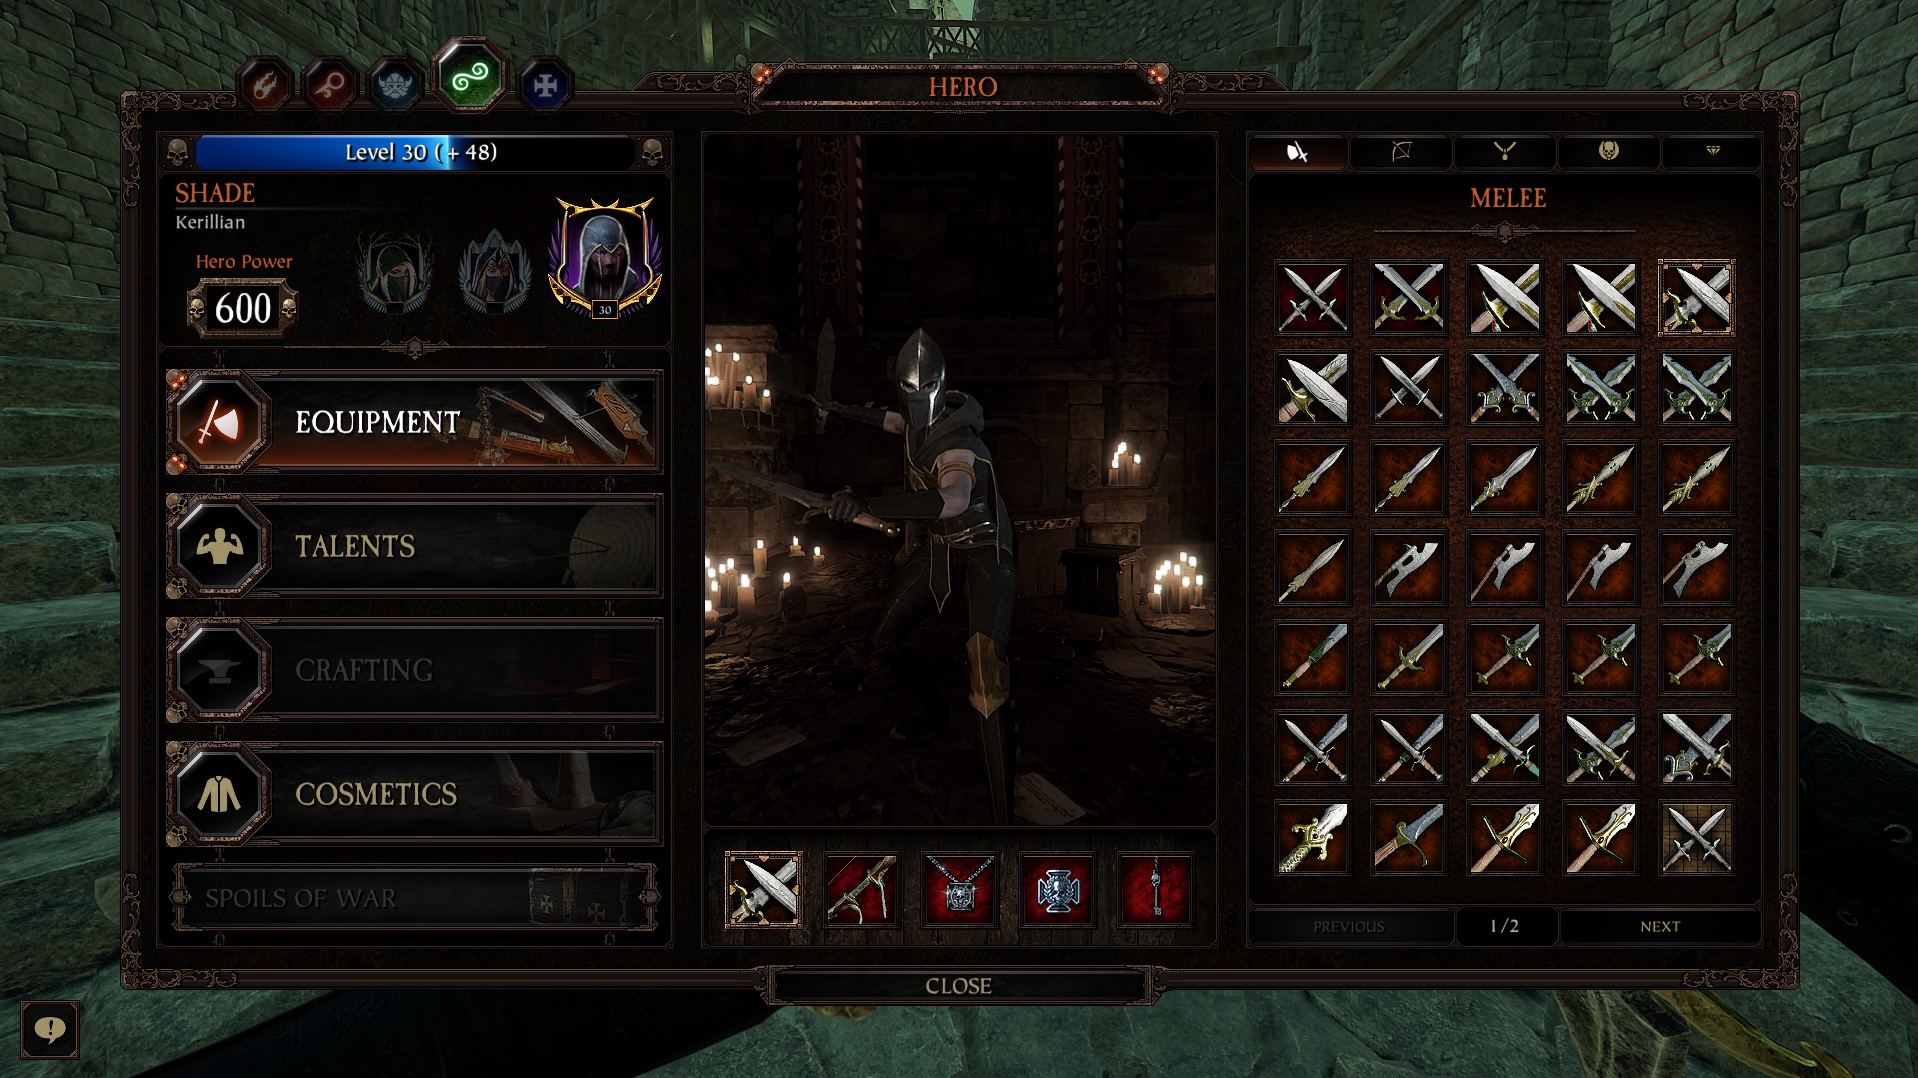 HERO
Level 30 (+ 48)
SHADE
Kerillian
Hero Power
600
30
EQUIPMENT
TALENTS
CRAFTING
COSMETICS
SPOILS OF WAR
MELEE
PREVIOUS
1/2
NEXT
CLOSE